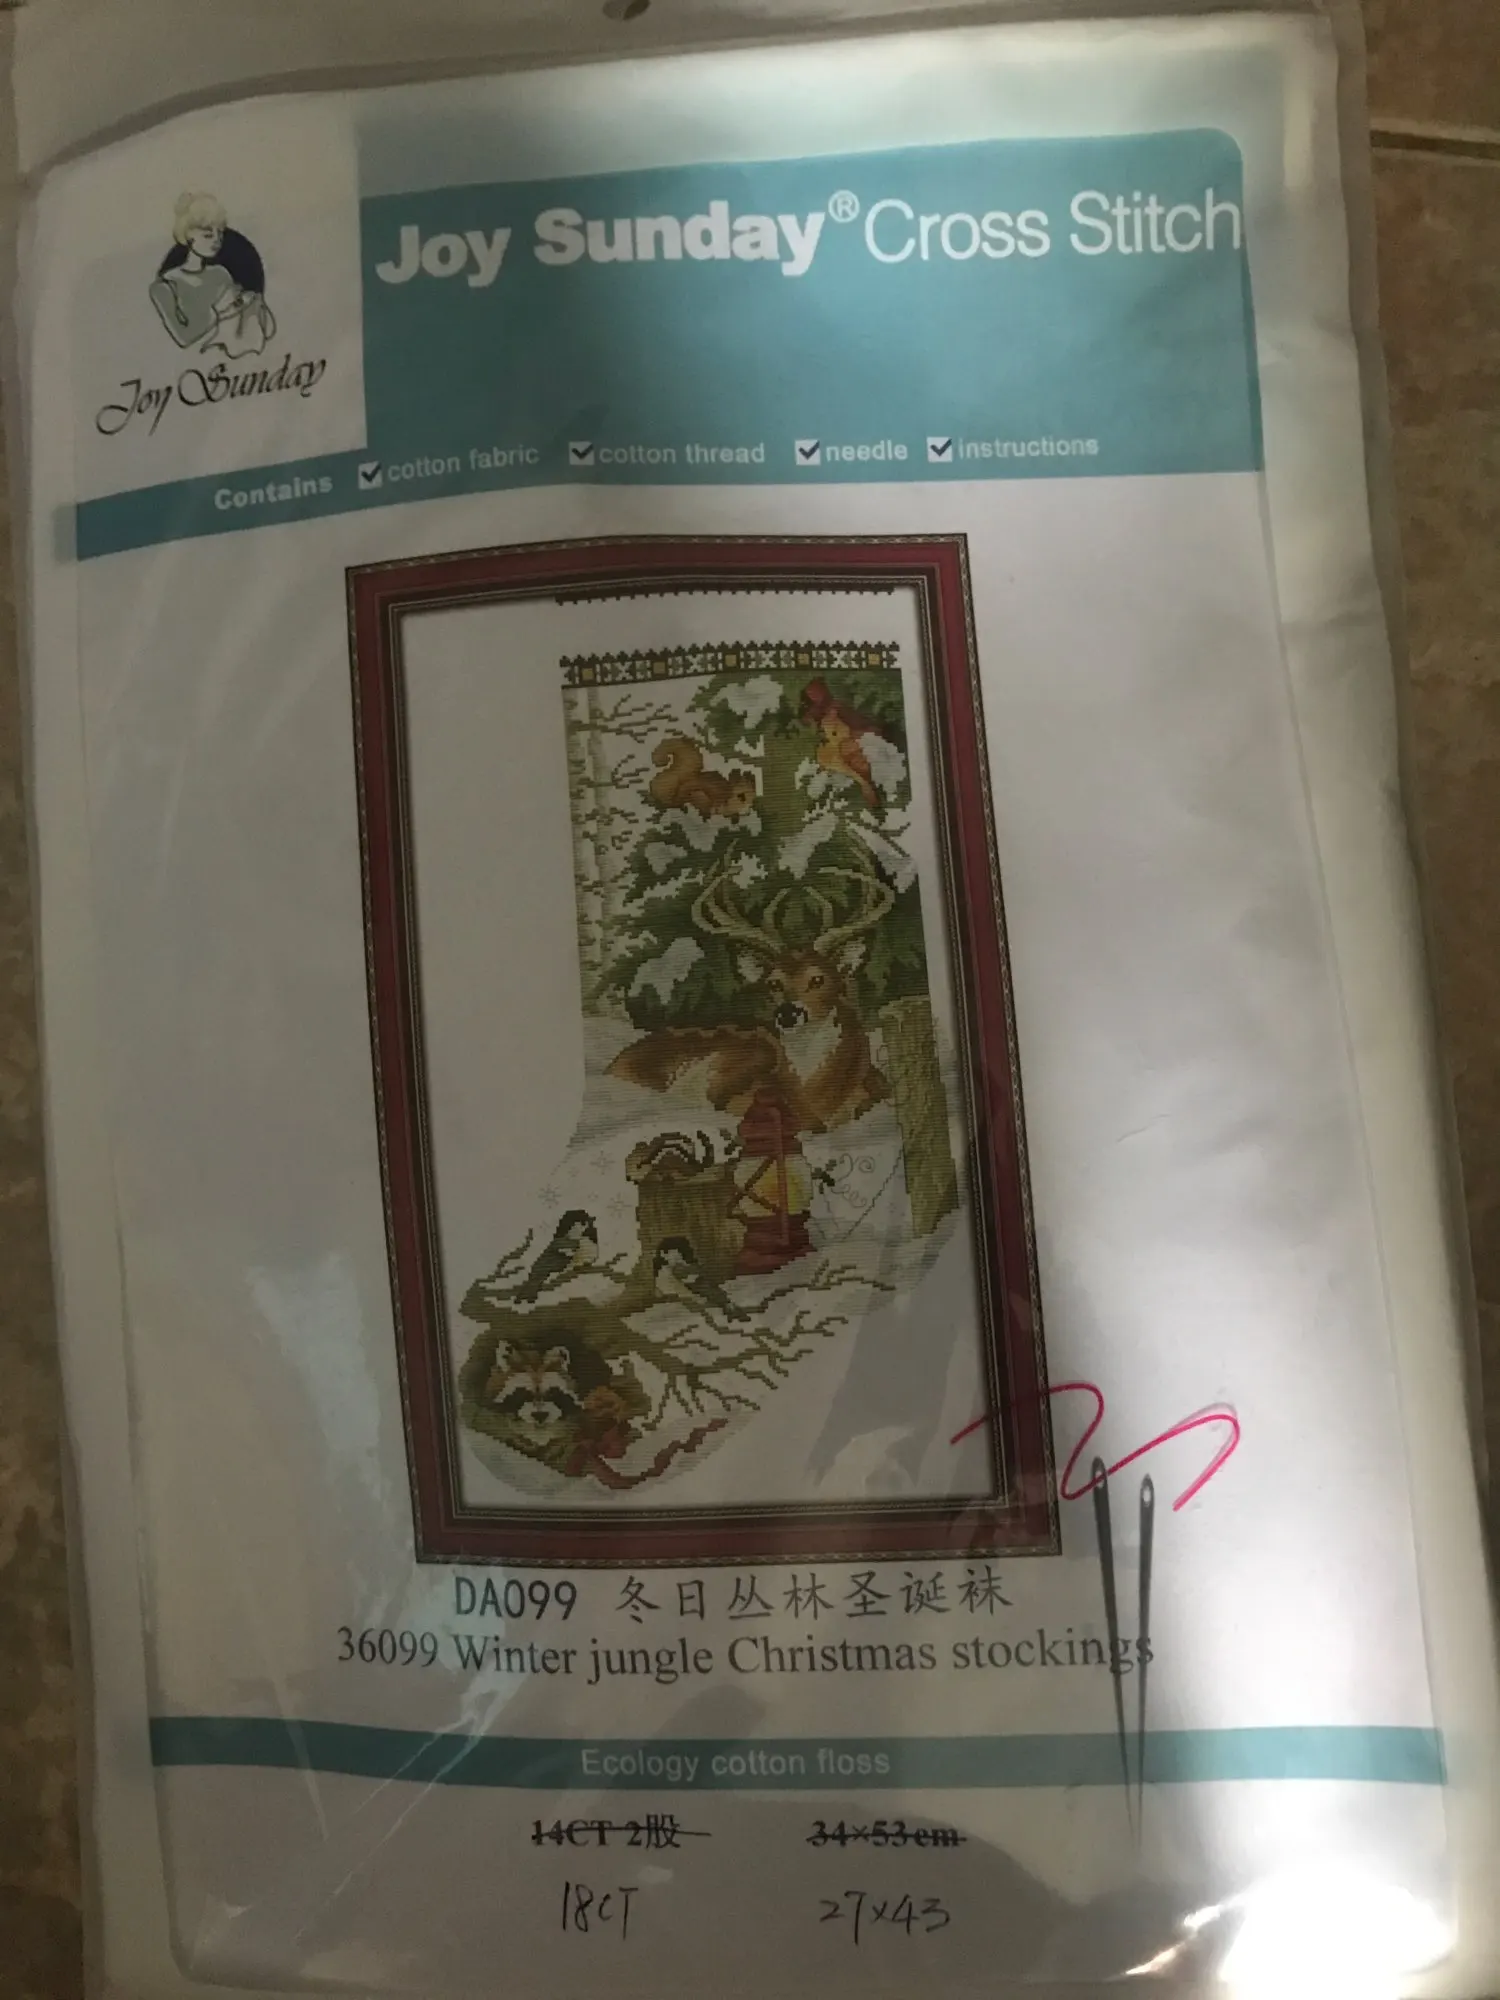 Joy Sunday® Cross Stitch
Joy Sunday
Contains cotton fabric cotton thread needle instructions
DA099 冬日丛林圣诞袜
36099 Winter jungle Christmas stockings
Ecology cotton floss
14CT 2股 34×53cm
18CT 27×43